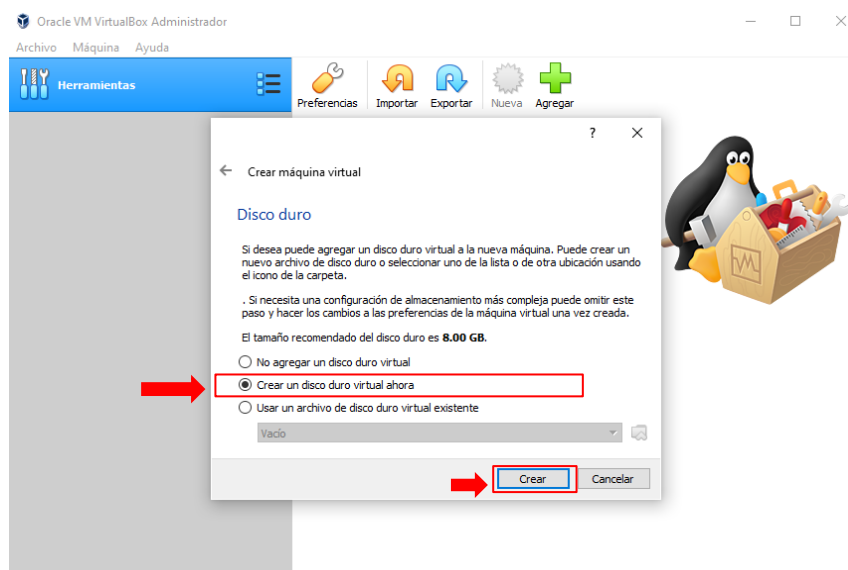 Oracle VM VirtualBox Administrador
Archivo Máquina Ayuda
Herramientas
Preferencias Importar Exportar Nueva Agregar
?
Crear máquina virtual
Disco duro
Si desea puede agregar un disco duro virtual a la nueva máquina. Puede crear un
nuevo archivo de disco duro o seleccionar uno de la lista o de otra ubicación usando
el icono de la carpeta.
. Si necesita una configuración de almacenamiento más compleja puede omitir este
paso y hacer los cambios a las preferencias de la máquina virtual una vez creada.
El tamaño recomendado del disco duro es 8.00 GB.
No agregar un disco duro virtual
Crear un disco duro virtual ahora
Usar un archivo de disco duro virtual existente
Vacío
Crear Cancelar